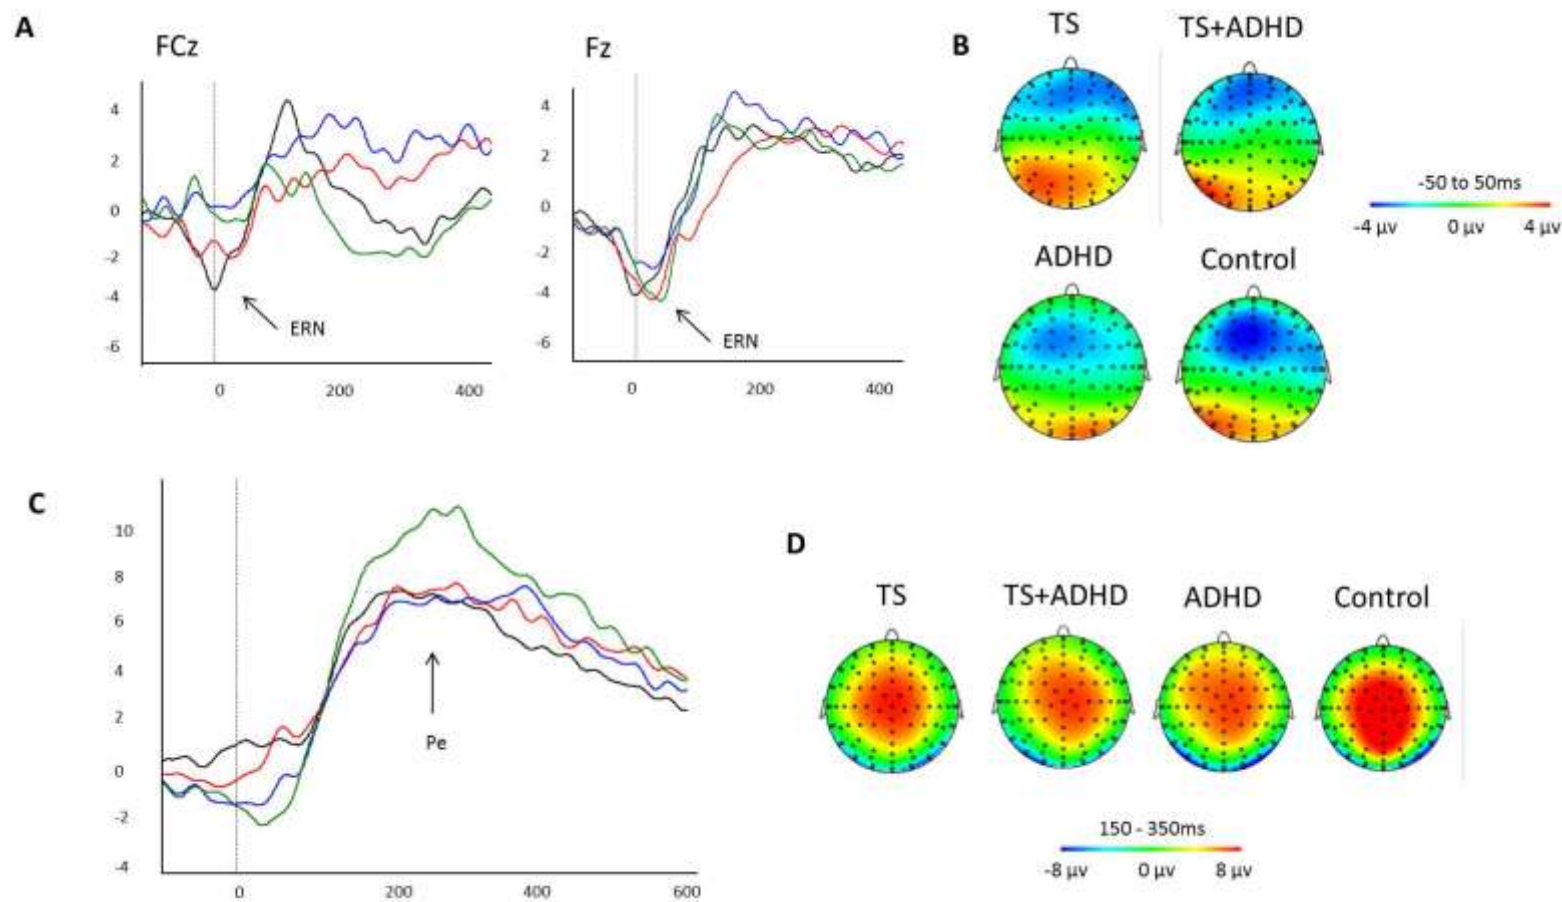 A
FCz
4
2
0
-2
-4
-6
ERN
0 200 400
Fz
4
2
0
-2
-4
-6
ERN
0 200 400
B
TS TS+ADHD
ADHD Control
-50 to 50ms
-4 µv 0 µv 4 µv
C
10
8
6
4
2
0
-2
-4
Pe
0 200 400 600
D
TS TS+ADHD ADHD Control
150 - 350ms
-8 µv 0 µv 8 µv